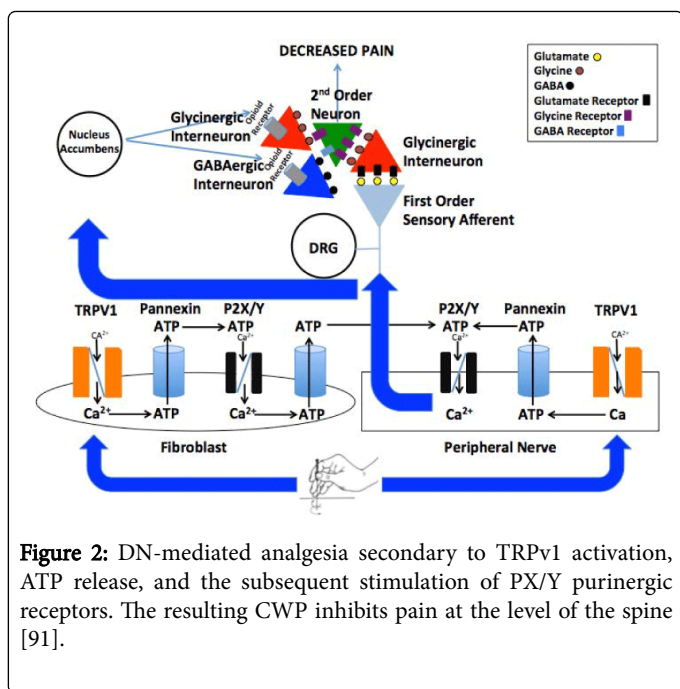 DECREASED PAIN
Glutamate
Glycine
GABA
Glutamate Receptor
Glycine Receptor
GABA Receptor
2nd Order
Neuron
Nucleus
Accumbens
Glycinergic
Interneuron
Opioid
Receptor
GABAergic
Interneuron
Opioid
Receptor
Glycinergic
Interneuron
First Order
Sensory Afferent
DRG
TRPV1 Pannexin P2X/Y
ATP ATP ATP
CA2+ Ca2+
Ca2+ ATP Ca2+ ATP
Fibroblast
P2X/Y Pannexin TRPV1
ATP ATP
Ca2+ CA2+
Ca2+ ATP Ca
Peripheral Nerve
Figure 2: DN-mediated analgesia secondary to TRPv1 activation,
ATP release, and the subsequent stimulation of PX/Y purinergic
receptors. The resulting CWP inhibits pain at the level of the spine
[91].